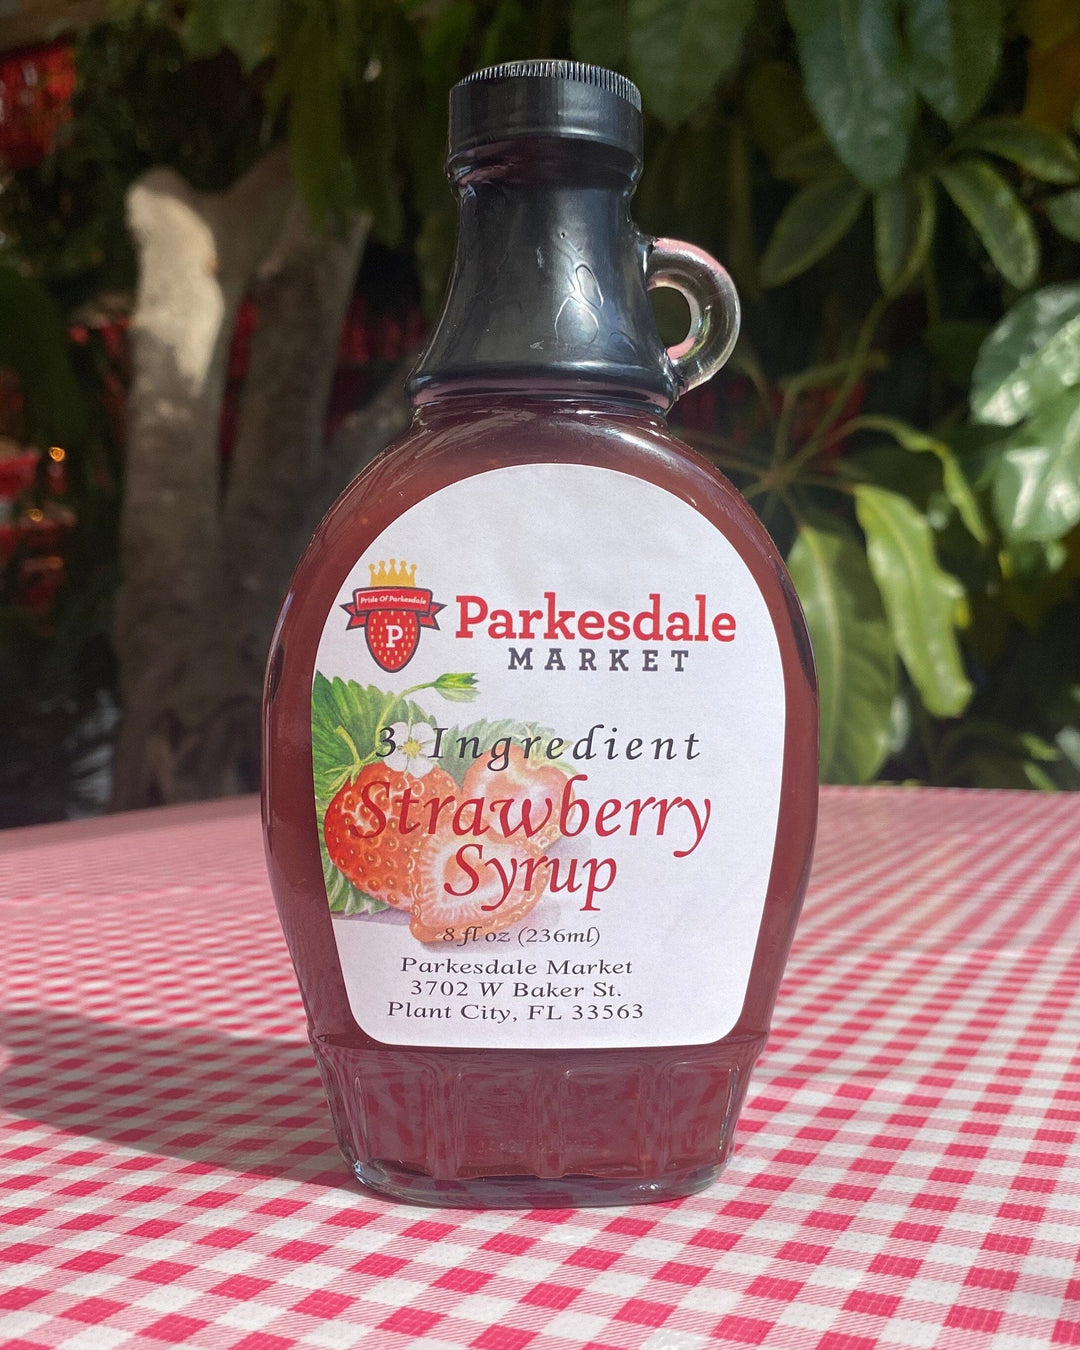 Pride Of Parkesdale
P
Parkesdale
MARKET
3 Ingredient
Strawberry
Syrup
8 fl oz (236ml)
Parkesdale Market
3702 W Baker St.
Plant City, FL 33563